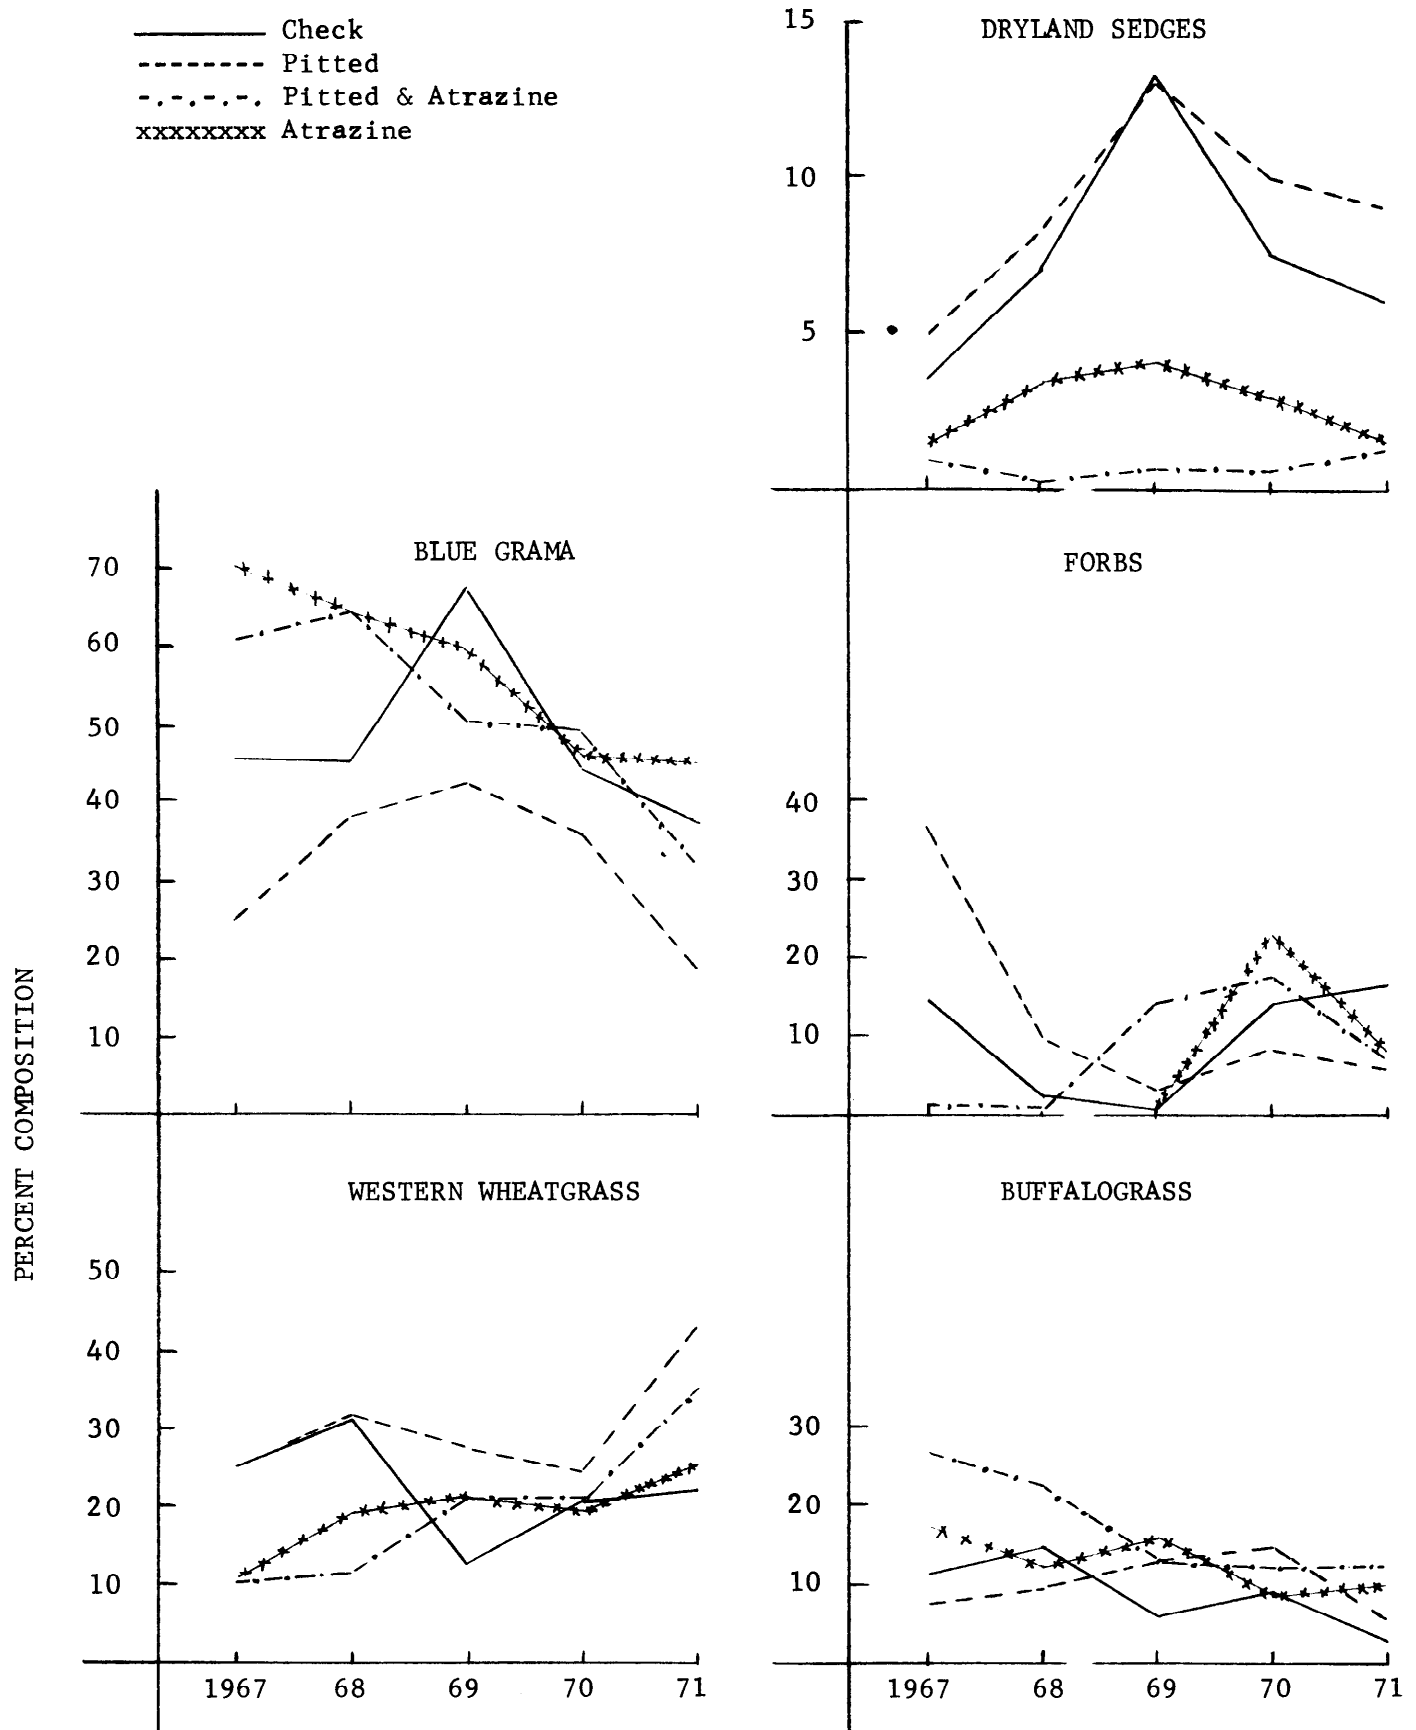 Check
Pitted
Pitted & Atrazine
xxxxxxxx Atrazine
DRYLAND SEDGES
15
10
5
BLUE GRAMA
70
60
50
40
30
20
10
FORBS
40
30
20
10
PERCENT COMPOSITION
WESTERN WHEATGRASS
50
40
30
20
10
1967 68 69 70 71
BUFFALOGRASS
30
20
10
1967 68 69 70 71